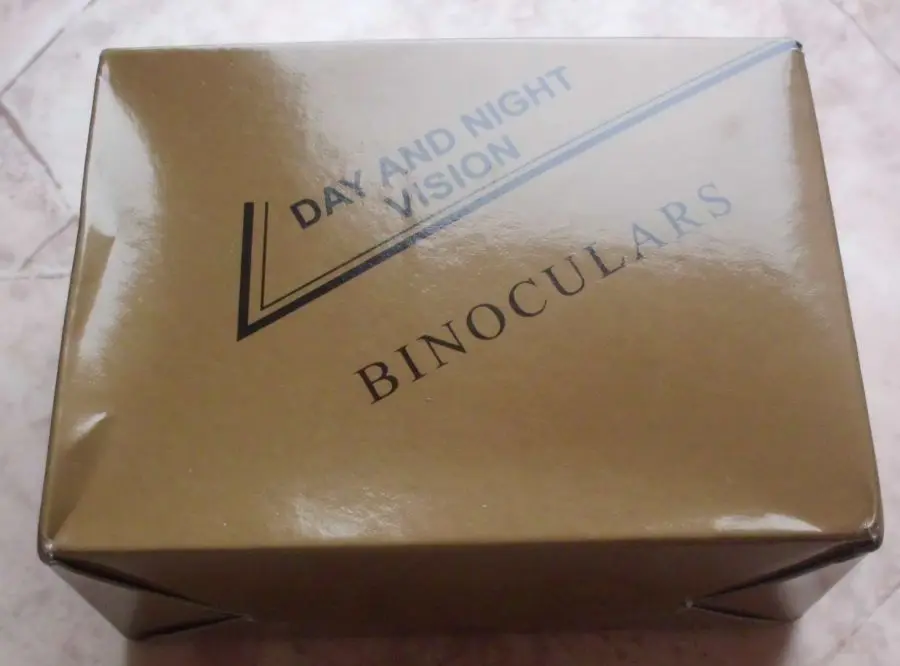 DAY AND NIGHT
VISION
BINOCULARS